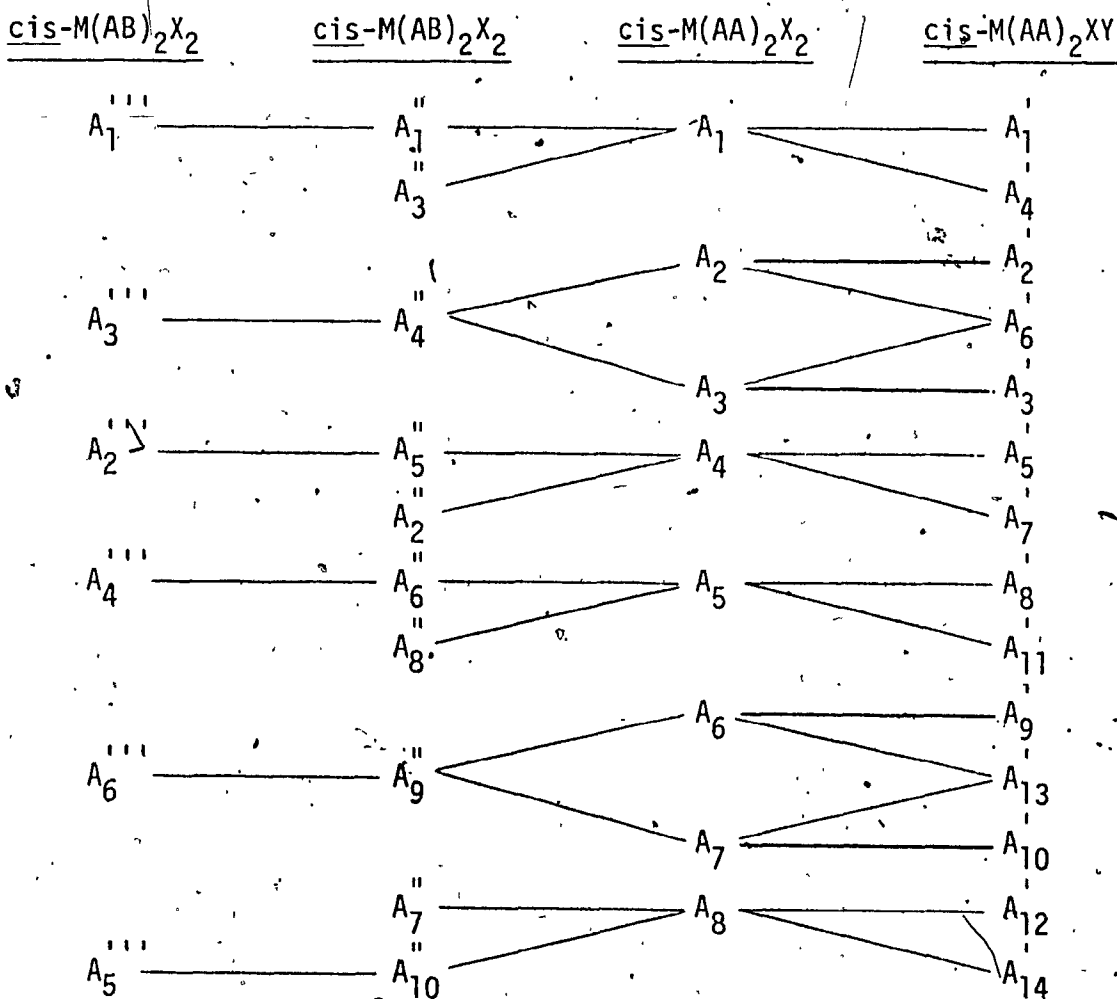 cis-M(AB)₂X₂ cis-M(AB)₂X₂ cis-M(AA)₂X₂ cis-M(AA)₂XY
A₁''' A₁'' A₁ A₁'
A₃'' A₄'
A₂ A₂'
A₃''' A₄'' A₆'
A₃ A₃'
A₂''' A₅'' A₄ A₅'
A₂'' A₇'
A₄''' A₆'' A₅ A₈'
A₈'' A₁₁'
A₆ A₉'
A₆''' A₉'' A₁₃'
A₇ A₁₀'
A₇'' A₈ A₁₂'
A₅''' A₁₀'' A₁₄'